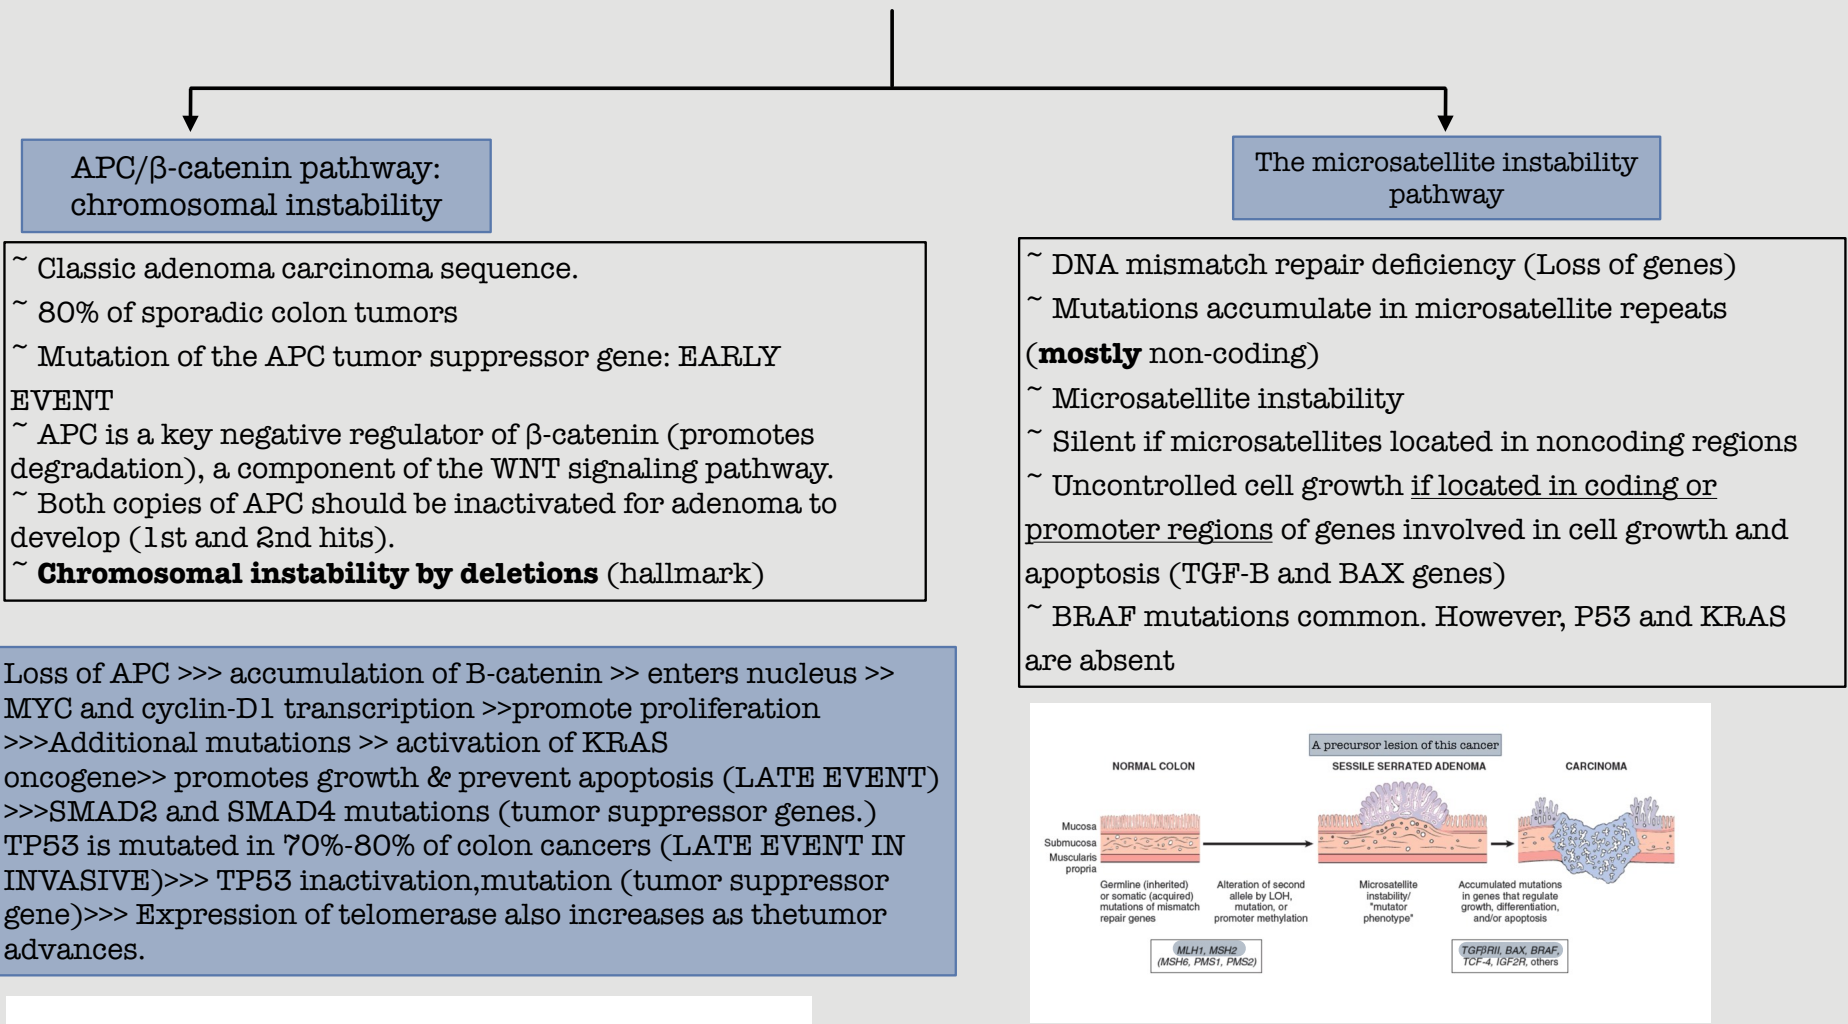 APC/β-catenin pathway:
chromosomal instability
~ Classic adenoma carcinoma sequence.
~ 80% of sporadic colon tumors
~ Mutation of the APC tumor suppressor gene: EARLY
EVENT
~ APC is a key negative regulator of β-catenin (promotes
degradation), a component of the WNT signaling pathway.
~ Both copies of APC should be inactivated for adenoma to
develop (1st and 2nd hits).
~ Chromosomal instability by deletions (hallmark)
Loss of APC >>> accumulation of B-catenin >> enters nucleus >>
MYC and cyclin-D1 transcription >>promote proliferation
>>>Additional mutations >> activation of KRAS
oncogene>> promotes growth & prevent apoptosis (LATE EVENT)
>>>SMAD2 and SMAD4 mutations (tumor suppressor genes.)
TP53 is mutated in 70%-80% of colon cancers (LATE EVENT IN
INVASIVE)>>> TP53 inactivation,mutation (tumor suppressor
gene)>>> Expression of telomerase also increases as thetumor
advances.
The microsatellite instability
pathway
~ DNA mismatch repair deficiency (Loss of genes)
~ Mutations accumulate in microsatellite repeats
(mostly non-coding)
~ Microsatellite instability
~ Silent if microsatellites located in noncoding regions
~ Uncontrolled cell growth if located in coding or
promoter regions of genes involved in cell growth and
apoptosis (TGF-B and BAX genes)
~ BRAF mutations common. However, P53 and KRAS
are absent
A precursor lesion of this cancer
NORMAL COLON
SESSILE SERRATED ADENOMA
CARCINOMA
Mucosa
Submucosa
Muscularis
propria
Germline (inherited)
or somatic (acquired)
mutations of mismatch
repair genes
Alteration of second
allele by LOH,
mutation, or
promoter methylation
Microsatellite
instability/
"mutator
phenotype"
Accumulated mutations
in genes that regulate
growth, differentiation,
and/or apoptosis
MLH1, MSH2
(MSH6, PMS1, PMS2)
TGFβRII, BAX, BRAF,
TCF-4, IGF2R, others